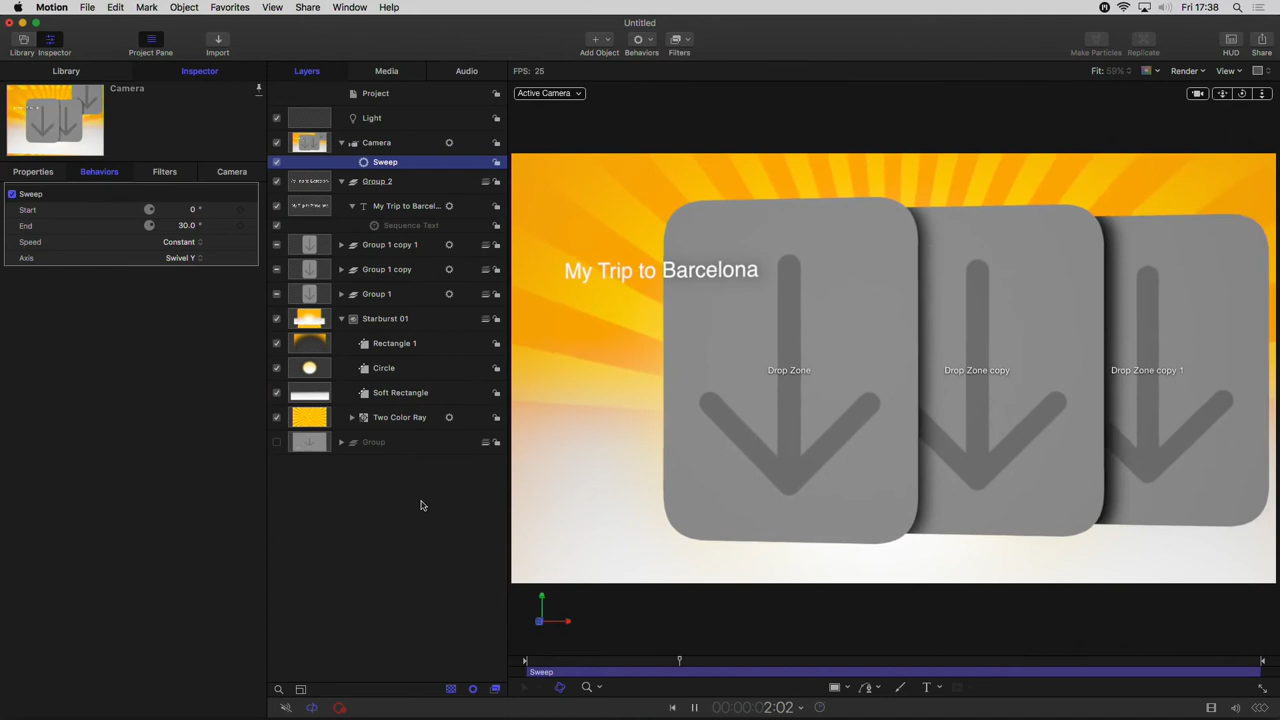 Motion File Edit Mark Object Favorites View Share Window Help Fri 17:38
Untitled
Library Inspector Project Pane Import Add Object Behaviors Filters Make Particles Replicate HUD Share
Library Inspector Layers Media Audio FPS: 25 Fit: 59% Render View
Camera
Project
Active Camera
Light
Camera
Sweep
Properties Behaviors Filters Camera
Group 2
Sweep
My Trip to Barcel...
Start 0 °
End 30.0 °
Sequence Text
Speed Constant
Group 1 copy 1
Axis Swivel Y
Group 1 copy
Group 1
Starburst 01
Rectangle 1
Circle
Soft Rectangle
Two Color Ray
Group
My Trip to Barcelona
Drop Zone Drop Zone copy Drop Zone copy 1
Sweep
T
00:00:00:02:02